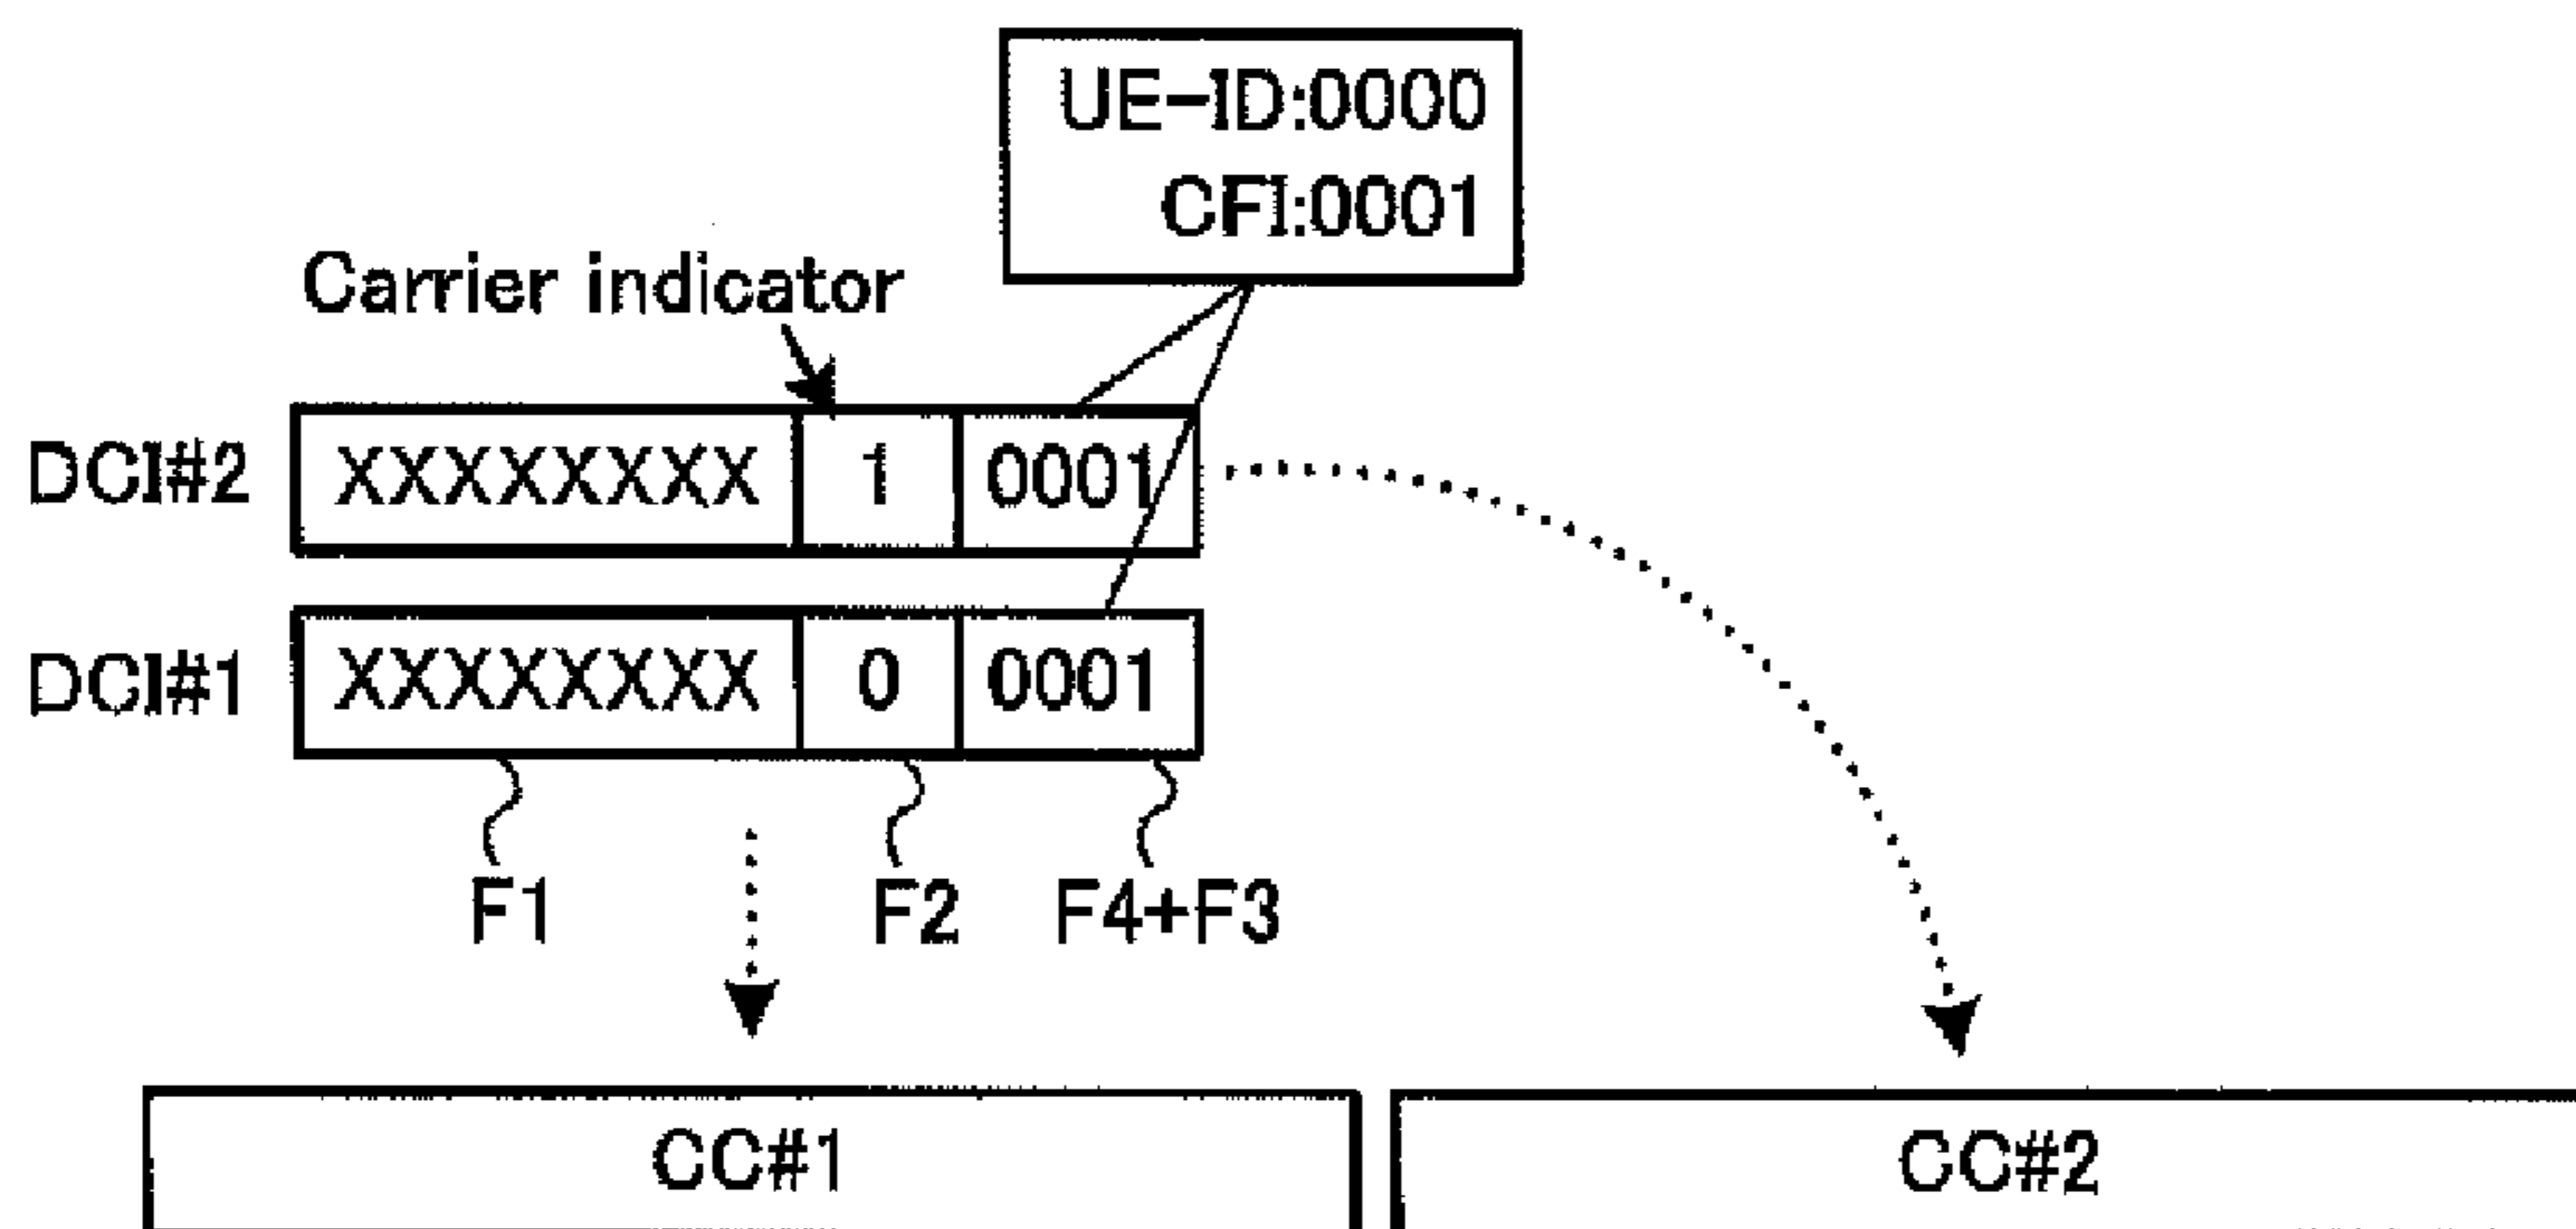 UE-ID:0000
CFI:0001
Carrier indicator
DCI#2 XXXXXXXX 1 0001
DCI#1 XXXXXXXX 0 0001
F1 F2 F4+F3
CC#1 CC#2